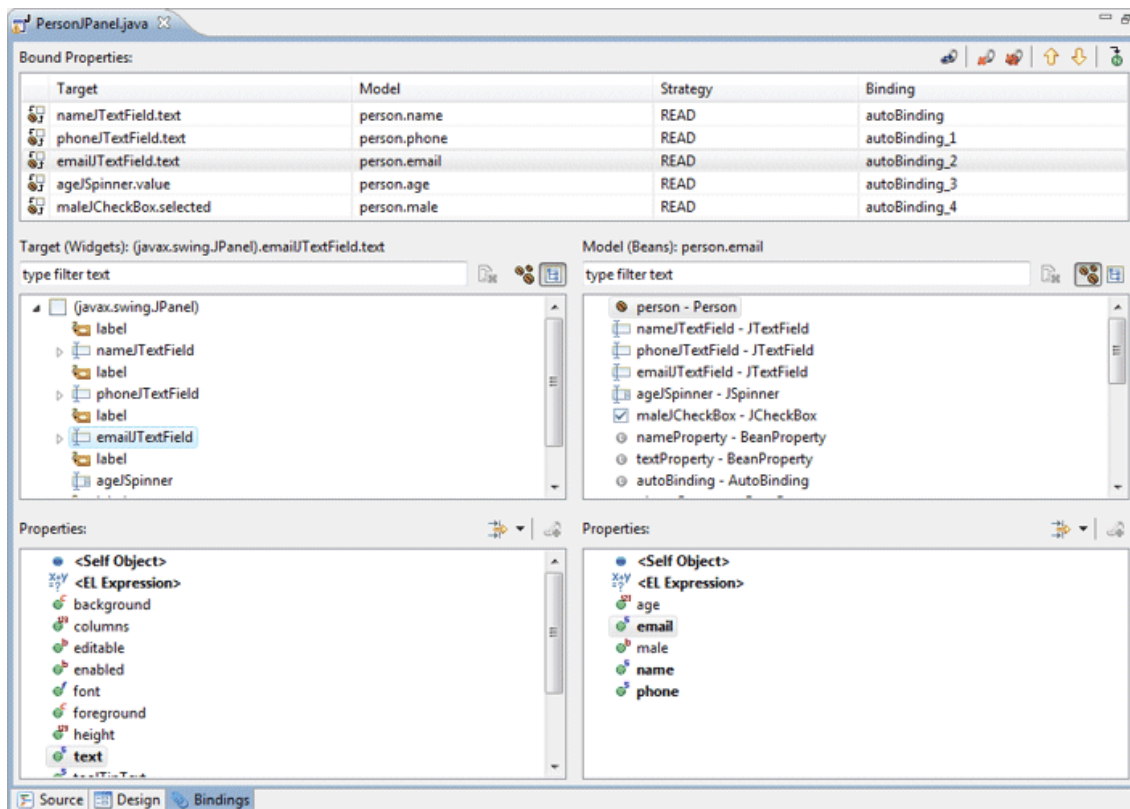 PersonJPanel.java
Bound Properties:
Target Model Strategy Binding
nameJTextField.text person.name READ autoBinding
phoneJTextField.text person.phone READ autoBinding_1
emailJTextField.text person.email READ autoBinding_2
ageJSpinner.value person.age READ autoBinding_3
maleJCheckBox.selected person.male READ autoBinding_4
Target (Widgets): (javax.swing.JPanel).emailJTextField.text
type filter text
(javax.swing.JPanel)
label
nameJTextField
label
phoneJTextField
label
emailJTextField
label
ageJSpinner
Model (Beans): person.email
type filter text
person - Person
nameJTextField - JTextField
phoneJTextField - JTextField
emailJTextField - JTextField
ageJSpinner - JSpinner
maleJCheckBox - JCheckBox
nameProperty - BeanProperty
textProperty - BeanProperty
autoBinding - AutoBinding
Properties:
<Self Object>
<EL Expression>
background
columns
editable
enabled
font
foreground
height
text
toolTipText
Properties:
<Self Object>
<EL Expression>
age
email
male
name
phone
Source Design Bindings